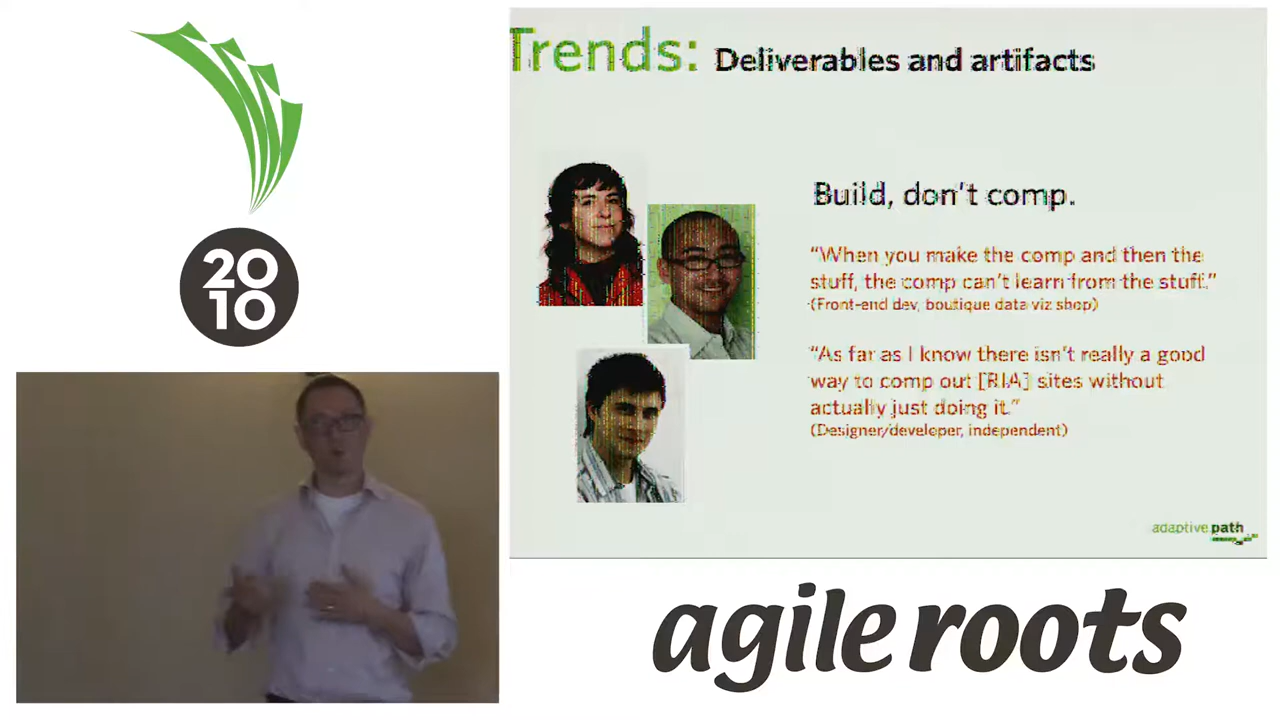 20
10
Trends: Deliverables and artifacts
Build, don't comp.
“When you make the comp and then the
stuff, the comp can't learn from the stuff.”
(Front-end dev, boutique data viz shop)
“As far as I know there isn't really a good
way to comp out [RIA] sites without
actually just doing it.”
(Designer/developer, independent)
adaptive path
agile roots